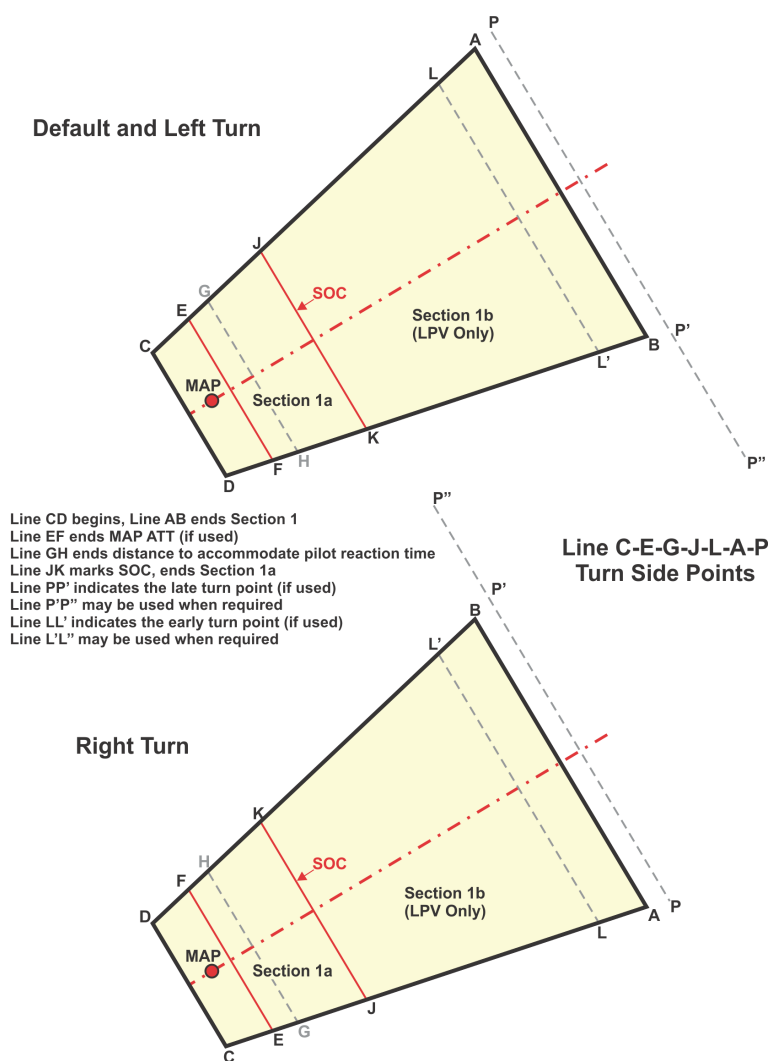 P
A
L
Default and Left Turn
J
G
SOC
E
Section 1b
(LPV Only)
P'
B
C
L'
MAP
Section 1a
K
F
H
P”
D
P”
Line CD begins, Line AB ends Section 1
Line EF ends MAP ATT (if used)
Line GH ends distance to accommodate pilot reaction time
Line JK marks SOC, ends Section 1a
Line PP’ indicates the late turn point (if used)
Line P’P” may be used when required
Line LL’ indicates the early turn point (if used)
Line L’L” may be used when required
Line C-E-G-J-L-A-P
Turn Side Points
P'
B
L'
Right Turn
K
H
SOC
F
Section 1b
(LPV Only)
P
A
D
L
MAP
Section 1a
J
G
E
C